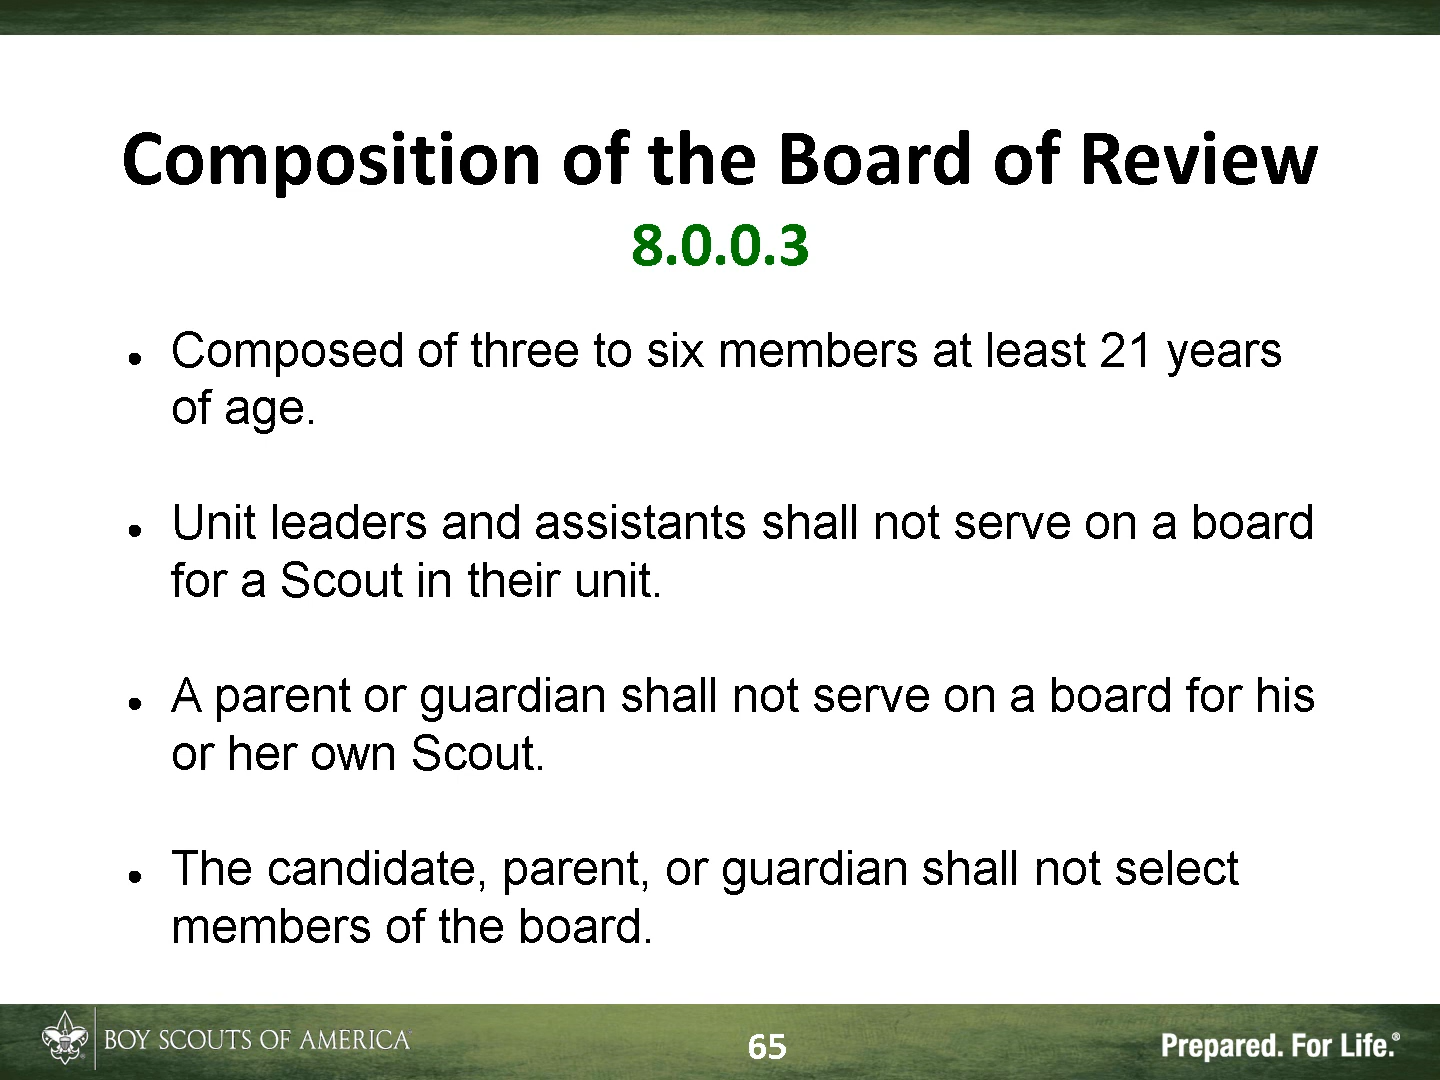 Composition of the Board of Review
8.0.0.3
● Composed of three to six members at least 21 years
of age.
● Unit leaders and assistants shall not serve on a board
for a Scout in their unit.
● A parent or guardian shall not serve on a board for his
or her own Scout.
● The candidate, parent, or guardian shall not select
members of the board.
BOY SCOUTS OF AMERICA
65
Prepared. For Life.®